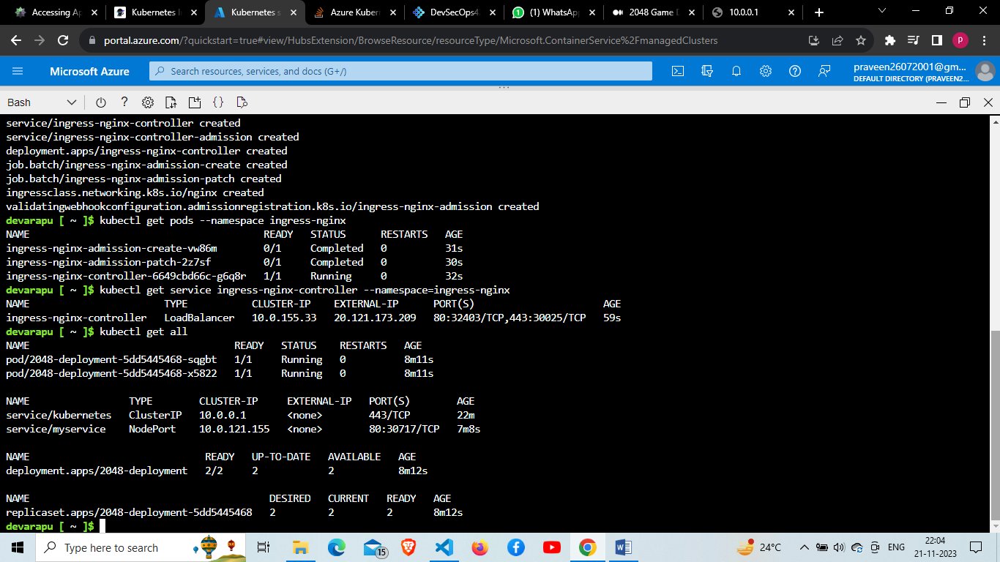 Accessing Ap
Kubernetes In
Kubernetes s
Azure Kubern
DevSecOps4
(1) WhatsApp
2048 Game D
10.0.0.1
portal.azure.com/?quickstart=true#view/HubsExtension/BrowseResource/resourceType/Microsoft.ContainerService%2FmanagedClusters
P
Microsoft Azure
Search resources, services, and docs (G+/)
praveen26072001@gm...
DEFAULT DIRECTORY (PRAVEEN2...
Bash
service/ingress-nginx-controller created
service/ingress-nginx-controller-admission created
deployment.apps/ingress-nginx-controller created
job.batch/ingress-nginx-admission-create created
job.batch/ingress-nginx-admission-patch created
ingressclass.networking.k8s.io/nginx created
validatingwebhookconfiguration.admissionregistration.k8s.io/ingress-nginx-admission created
devarapu [ ~ ]$ kubectl get pods --namespace ingress-nginx
NAME READY STATUS RESTARTS AGE
ingress-nginx-admission-create-vw86m 0/1 Completed 0 31s
ingress-nginx-admission-patch-2z7sf 0/1 Completed 0 30s
ingress-nginx-controller-6649cbd66c-g6q8r 1/1 Running 0 32s
devarapu [ ~ ]$ kubectl get service ingress-nginx-controller --namespace=ingress-nginx
NAME TYPE CLUSTER-IP EXTERNAL-IP PORT(S) AGE
ingress-nginx-controller LoadBalancer 10.0.155.33 20.121.173.209 80:32403/TCP,443:30025/TCP 59s
devarapu [ ~ ]$ kubectl get all
NAME READY STATUS RESTARTS AGE
pod/2048-deployment-5dd5445468-sqgbt 1/1 Running 0 8m11s
pod/2048-deployment-5dd5445468-x5822 1/1 Running 0 8m11s
NAME TYPE CLUSTER-IP EXTERNAL-IP PORT(S) AGE
service/kubernetes ClusterIP 10.0.0.1 <none> 443/TCP 22m
service/myservice NodePort 10.0.121.155 <none> 80:30717/TCP 7m8s
NAME READY UP-TO-DATE AVAILABLE AGE
deployment.apps/2048-deployment 2/2 2 2 8m12s
NAME DESIRED CURRENT READY AGE
replicaset.apps/2048-deployment-5dd5445468 2 2 2 8m12s
devarapu [ ~ ]$
Type here to search
15
24°C
ENG
22:04
21-11-2023